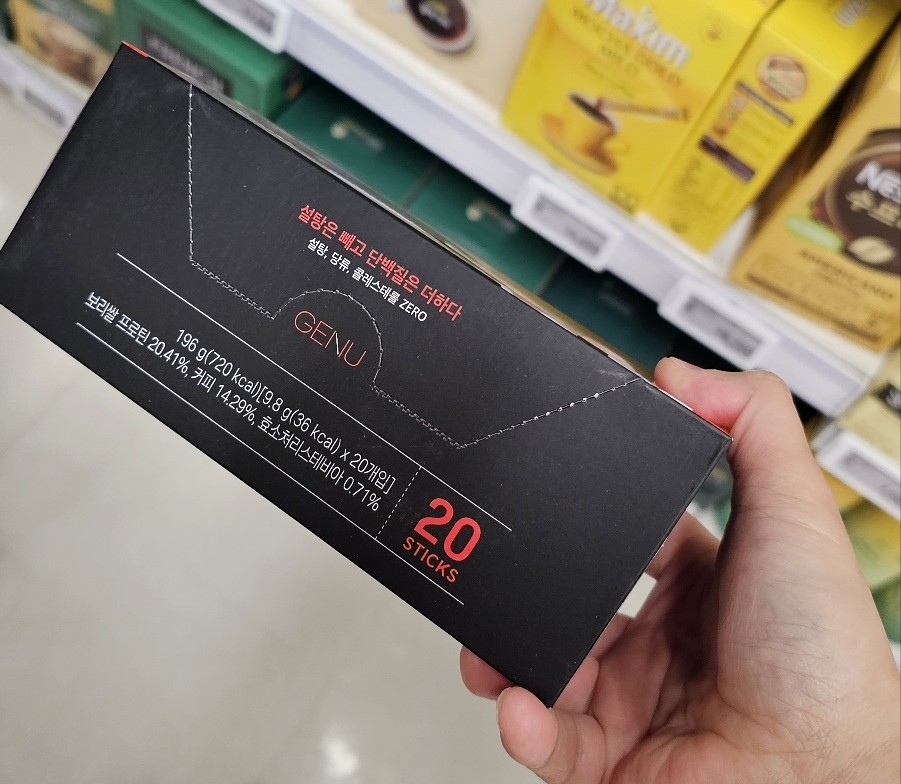 설탕은 빼고 단백질은 더하다
설탕, 당류, 콜레스테롤 ZERO
GENU
196 g(720 kcal)[9.8 g(36 kcal) x 20개입]
보리쌀 프로틴 20.41%, 커피 14.29%, 효소처리스테비아 0.71%
20
STICKS
Maxim